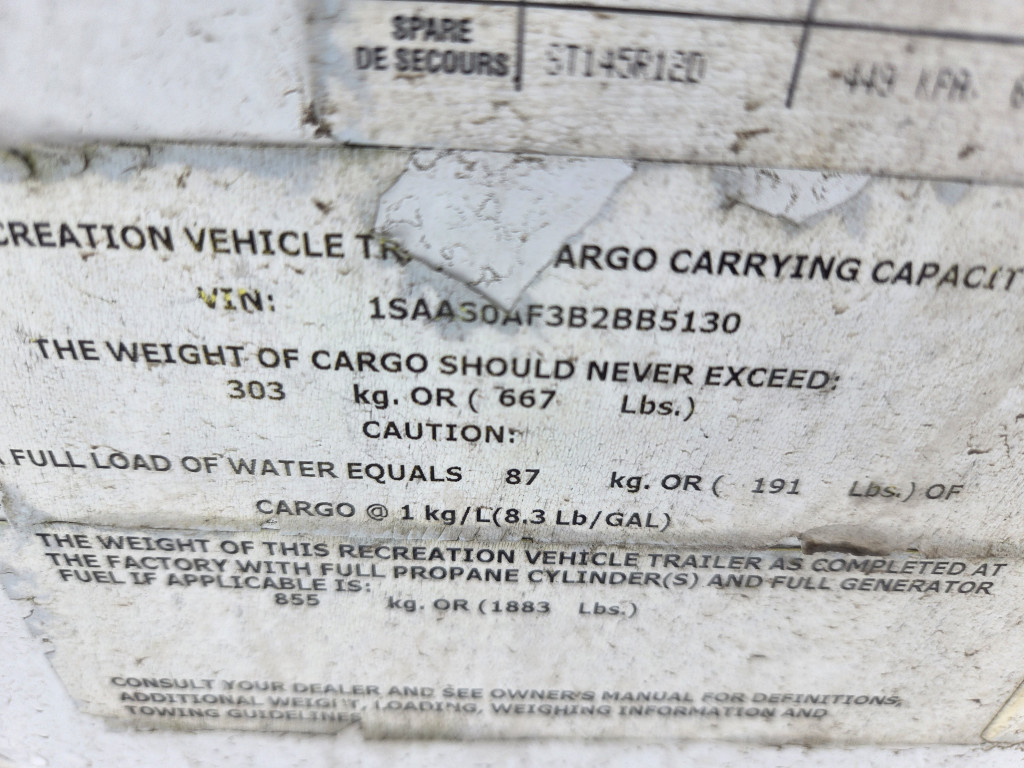 SPARE
DE SECOURS ST145R12D 449 KPA
CREATION VEHICLE TR ARGO CARRYING CAPACIT
VIN: 1SAAS0AF3B2BB5130
THE WEIGHT OF CARGO SHOULD NEVER EXCEED:
303 kg. OR ( 667 Lbs.)
CAUTION:
A FULL LOAD OF WATER EQUALS 87 kg. OR ( 191 Lbs.) OF
CARGO @ 1 kg/L(8.3 Lb/GAL)
THE WEIGHT OF THIS RECREATION VEHICLE TRAILER AS COMPLETED AT
THE FACTORY WITH FULL PROPANE CYLINDER(S) AND FULL GENERATOR
FUEL IF APPLICABLE IS:
855 kg. OR (1883 Lbs.)
CONSULT YOUR DEALER AND SEE OWNER'S MANUAL FOR DEFINITIONS,
ADDITIONAL WEIGHT, LOADING, WEIGHING INFORMATION AND
TOWING GUIDELINES